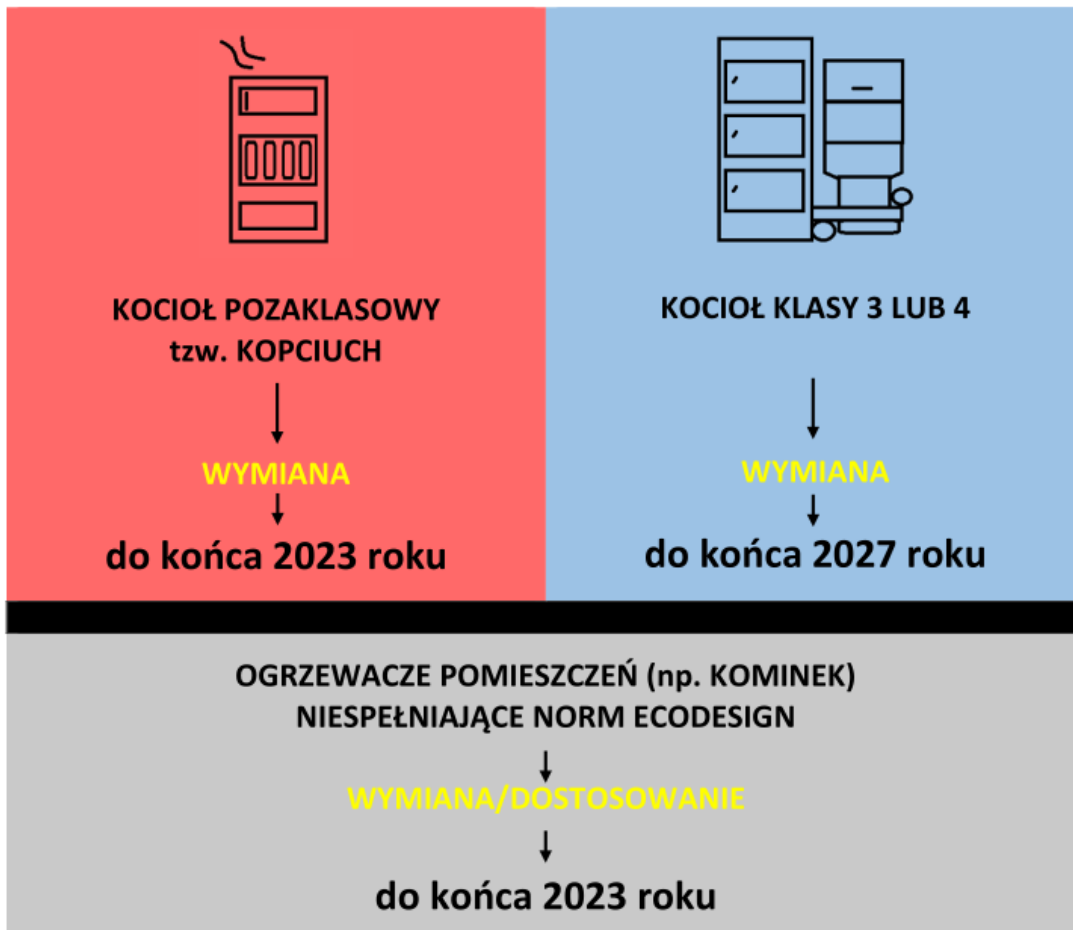 KOCIOŁ POZAKLASOWY
tzw. KOPCIUCH
WYMIANA
do końca 2023 roku
KOCIOŁ KLASY 3 LUB 4
WYMIANA
do końca 2027 roku
OGRZEWACZE POMIESZCZEŃ (np. KOMINEK)
NIESPEŁNIAJĄCE NORM ECODESIGN
WYMIANA/DOSTOSOWANIE
do końca 2023 roku